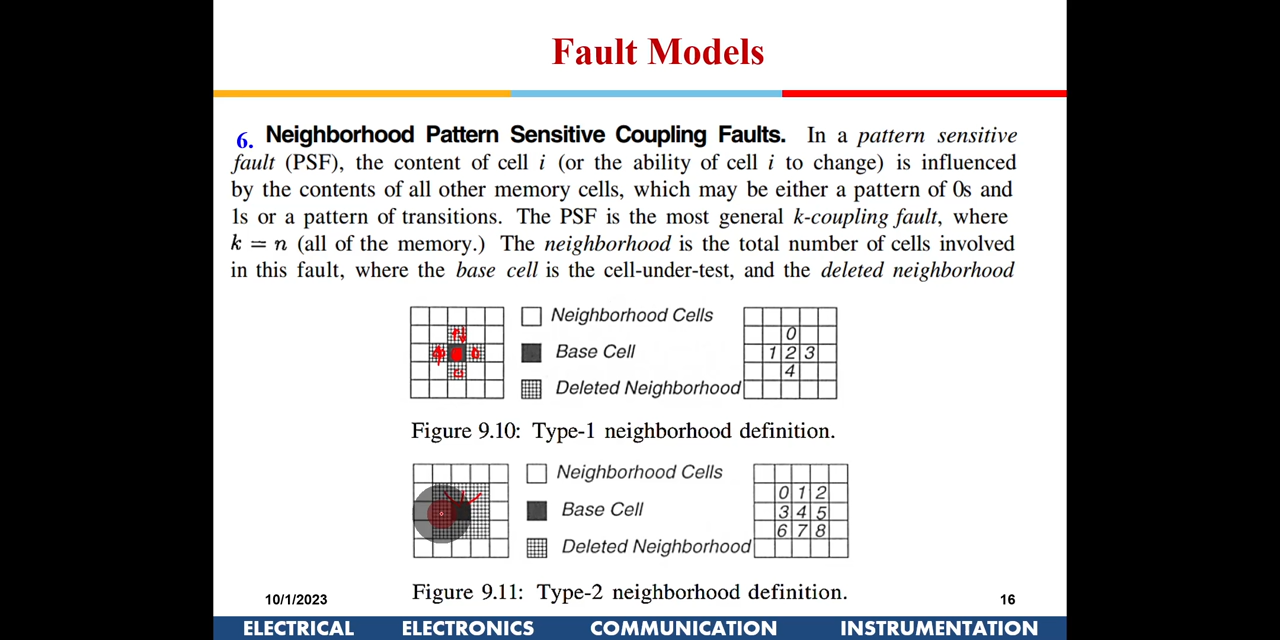 Fault Models
6. Neighborhood Pattern Sensitive Coupling Faults. In a pattern sensitive
fault (PSF), the content of cell i (or the ability of cell i to change) is influenced
by the contents of all other memory cells, which may be either a pattern of 0s and
1s or a pattern of transitions. The PSF is the most general k-coupling fault, where
k = n (all of the memory.) The neighborhood is the total number of cells involved
in this fault, where the base cell is the cell-under-test, and the deleted neighborhood
Neighborhood Cells
Base Cell
Deleted Neighborhood
0
1 2 3
4
Figure 9.10: Type-1 neighborhood definition.
Neighborhood Cells
Base Cell
Deleted Neighborhood
0 1 2
3 4 5
6 7 8
Figure 9.11: Type-2 neighborhood definition.
10/1/2023
16
ELECTRICAL ELECTRONICS COMMUNICATION INSTRUMENTATION